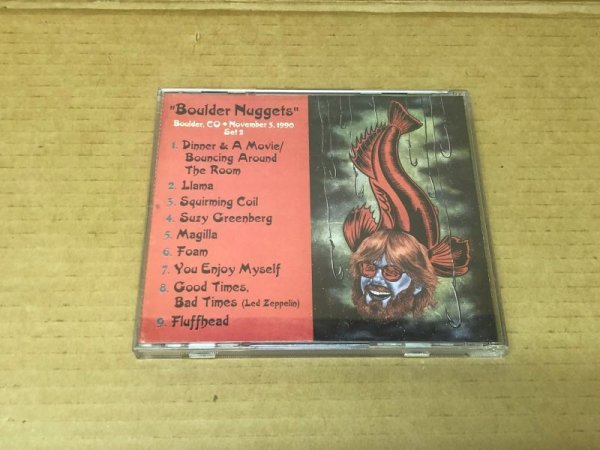 "Boulder Nuggets"
Boulder, CO • November 3, 1990
Set 2
1. Dinner & A Movie/
Bouncing Around
The Room
2. Llama
3. Squirming Coil
4. Suzy Greenberg
5. Magilla
6. Foam
7. You Enjoy Myself
8. Good Times,
Bad Times (Led Zeppelin)
9. Fluffhead